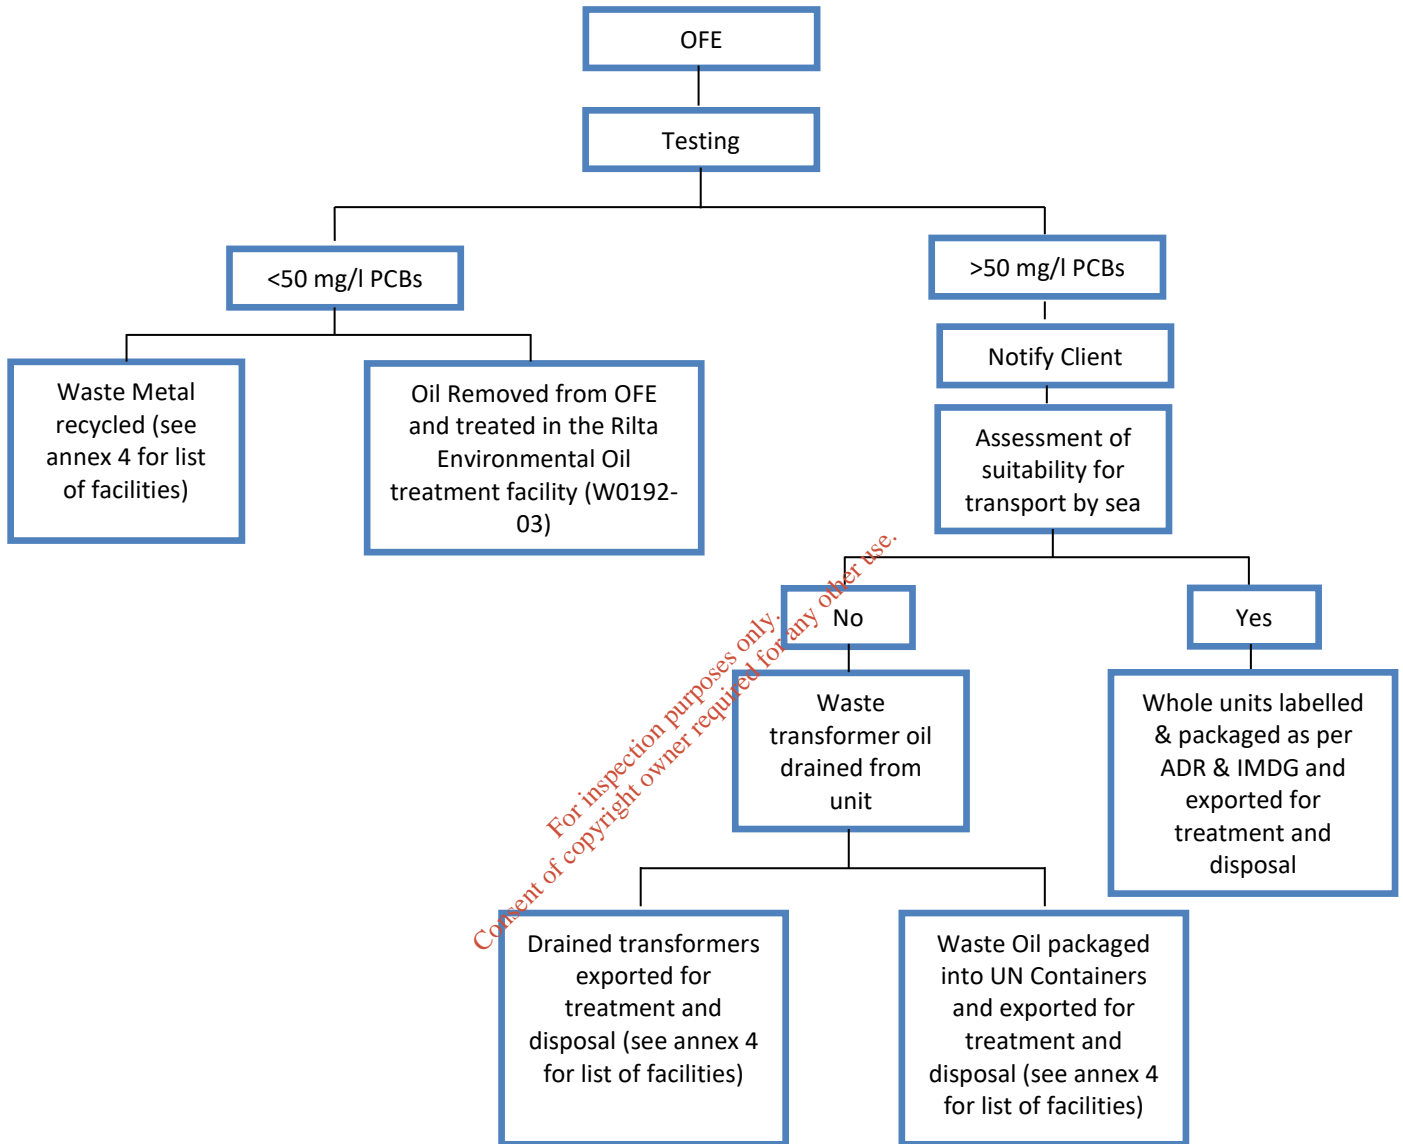 OFE
Testing
<50 mg/l PCBs
>50 mg/l PCBs
Notify Client
Waste Metal
recycled (see
annex 4 for list
of facilities)
Oil Removed from OFE
and treated in the Rilta
Environmental Oil
treatment facility (W0192-
03)
Assessment of
suitability for
transport by sea
No
Yes
Waste
transformer oil
drained from
unit
Whole units labelled
& packaged as per
ADR & IMDG and
exported for
treatment and
disposal
Drained transformers
exported for
treatment and
disposal (see annex 4
for list of facilities)
Waste Oil packaged
into UN Containers
and exported for
treatment and
disposal (see annex 4
for list of facilities)
For inspection purposes only.
Consent of copyright owner required for any other use.